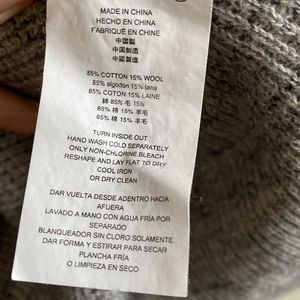 MADE IN CHINA
HECHO EN CHINA
FABRIQUÉ EN CHINE
中国製
中国制造
中國製造
85% COTTON 15% WOOL
85% algodón 15% lana
85% COTON 15% LAINE
綿 85% 毛 15%
85% 棉 15% 羊毛
85% 棉 15% 羊毛
TURN INSIDE OUT
HAND WASH COLD SEPARATELY
ONLY NON-CHLORINE BLEACH
RESHAPE AND LAY FLAT TO DRY
COOL IRON
OR DRY CLEAN
DAR VUELTA DESDE ADENTRO HACIA
AFUERA
LAVADO A MANO CON AGUA FRÍA POR
SEPARADO
BLANQUEADOR SIN CLORO SOLAMENTE
DAR FORMA Y ESTIRAR PARA SECAR
PLANCHA FRÍA
O LIMPIEZA EN SECO